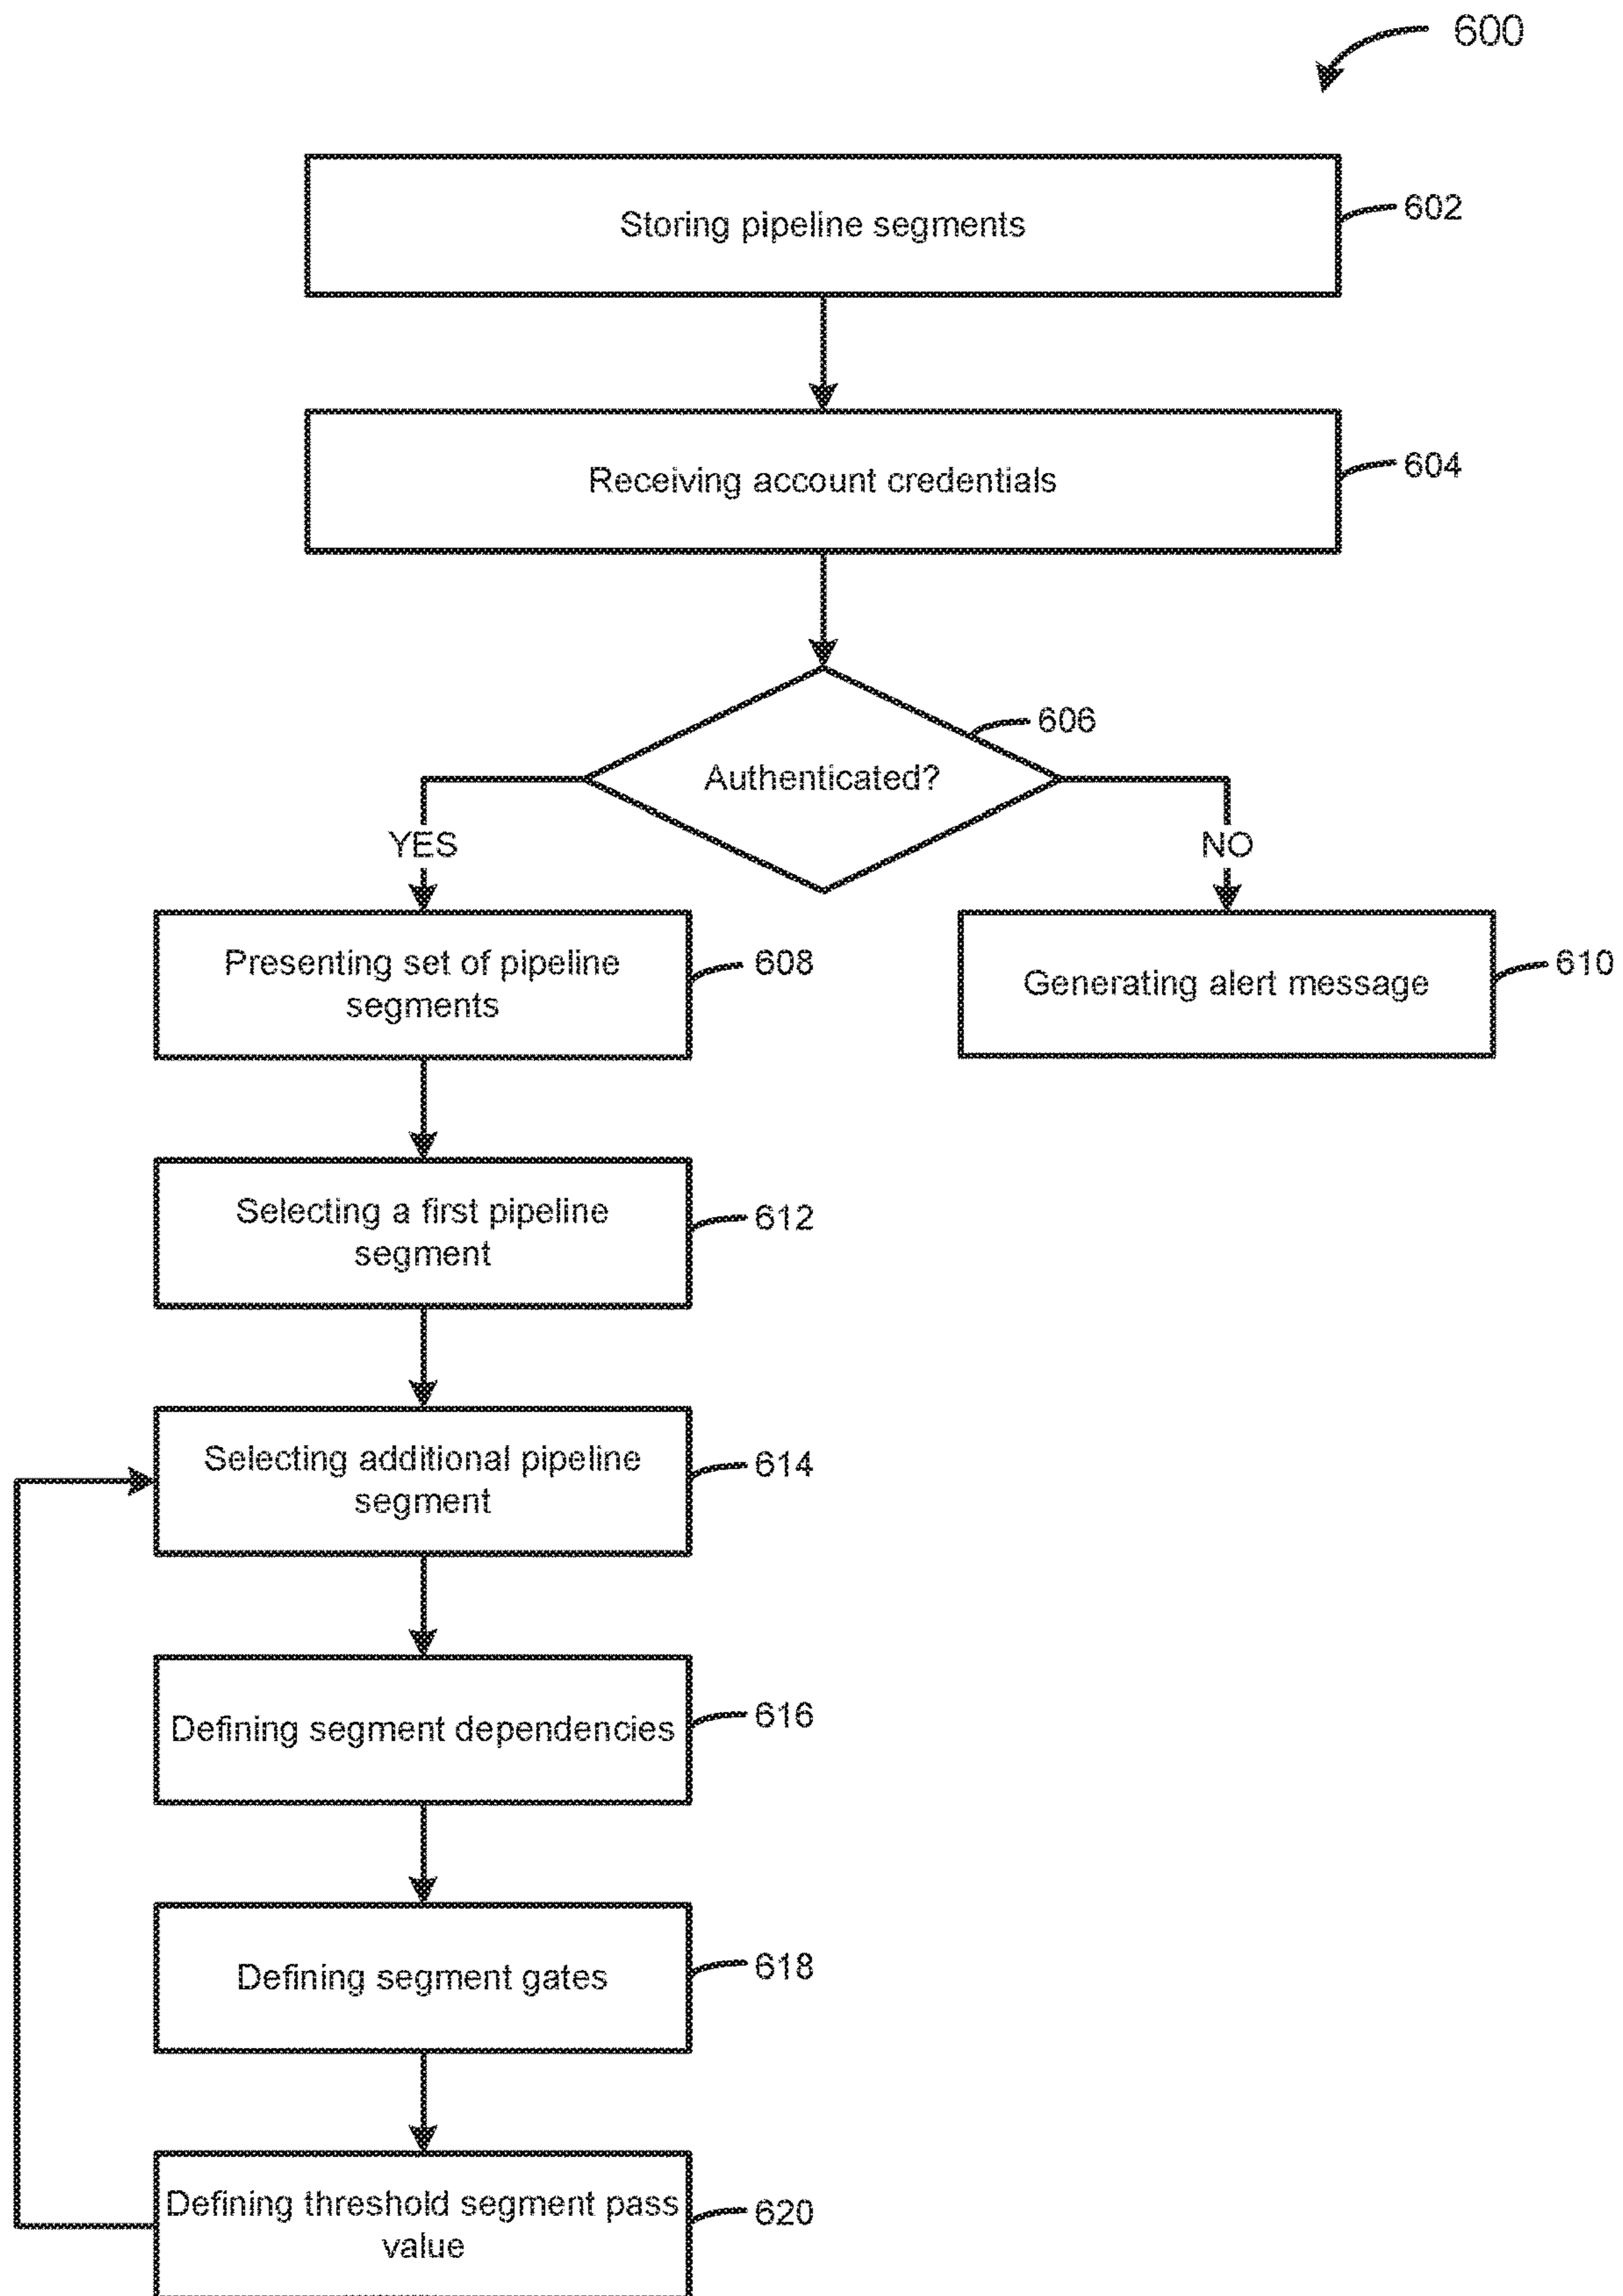 600
Storing pipeline segments
602
Receiving account credentials
604
606
Authenticated?
YES
NO
Presenting set of pipeline
segments
608
Generating alert message
610
Selecting a first pipeline
segment
612
Selecting additional pipeline
segment
614
Defining segment dependencies
616
Defining segment gates
618
Defining threshold segment pass
value
620